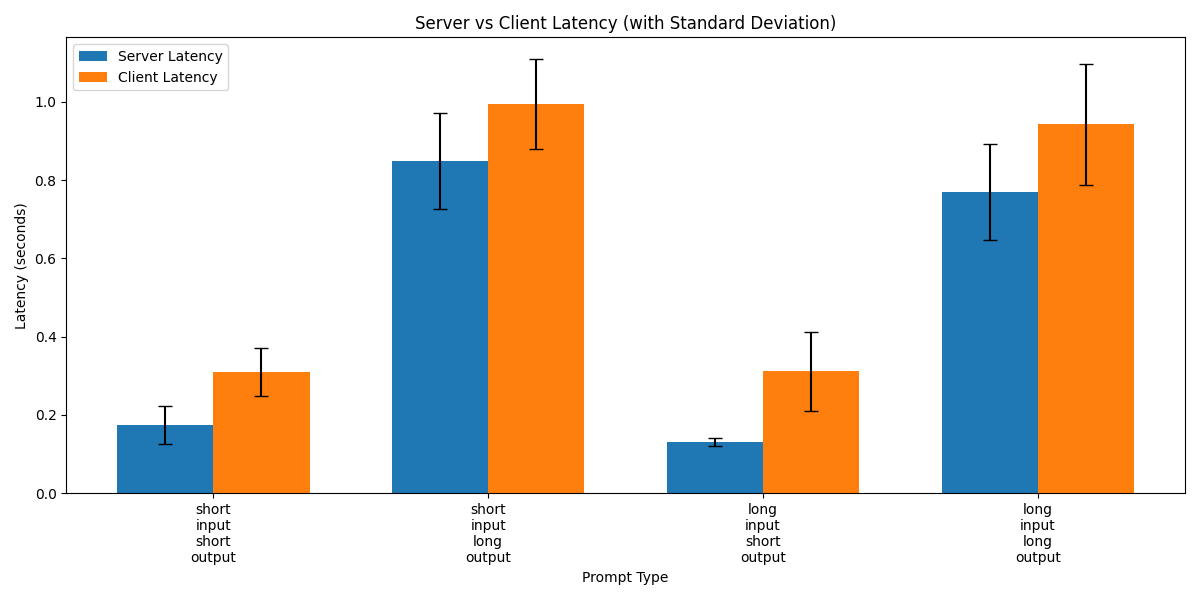 Server vs Client Latency (with Standard Deviation)
Server Latency
Client Latency
Latency (seconds)
1.0
0.8
0.6
0.4
0.2
0.0
short
input
short
output
short
input
long
output
long
input
short
output
long
input
long
output
Prompt Type